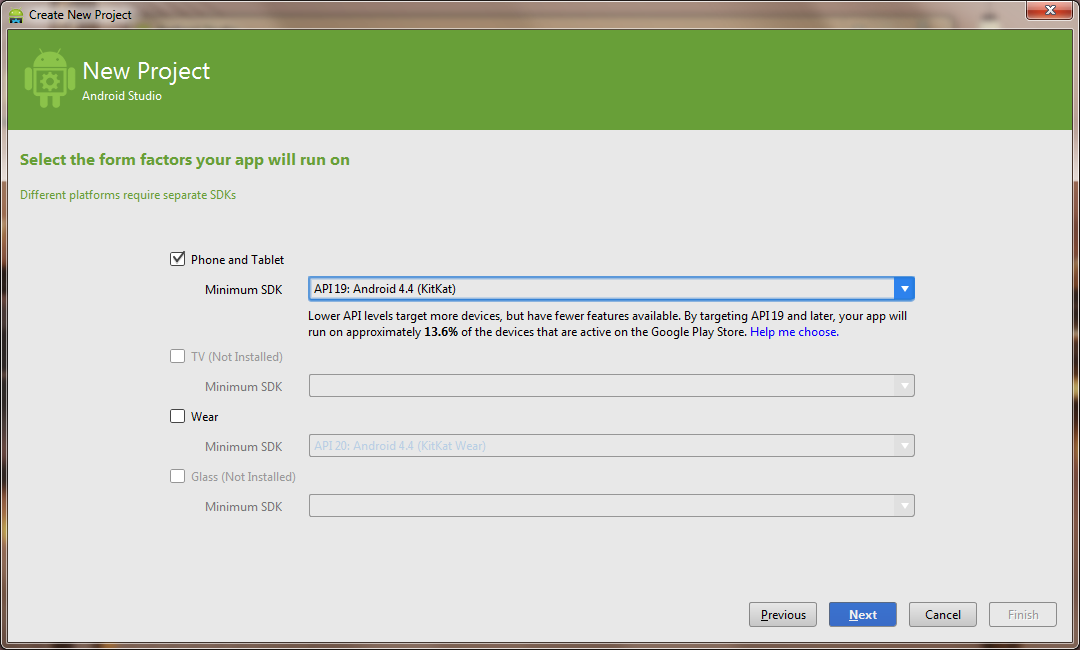 Create New Project
New Project
Android Studio
Select the form factors your app will run on
Different platforms require separate SDKs
Phone and Tablet
Minimum SDK
API 19: Android 4.4 (KitKat)
Lower API levels target more devices, but have fewer features available. By targeting API 19 and later, your app will
run on approximately 13.6% of the devices that are active on the Google Play Store. Help me choose.
TV (Not Installed)
Minimum SDK
Wear
Minimum SDK
API 20: Android 4.4 (KitKat Wear)
Glass (Not Installed)
Minimum SDK
Previous
Next
Cancel
Finish